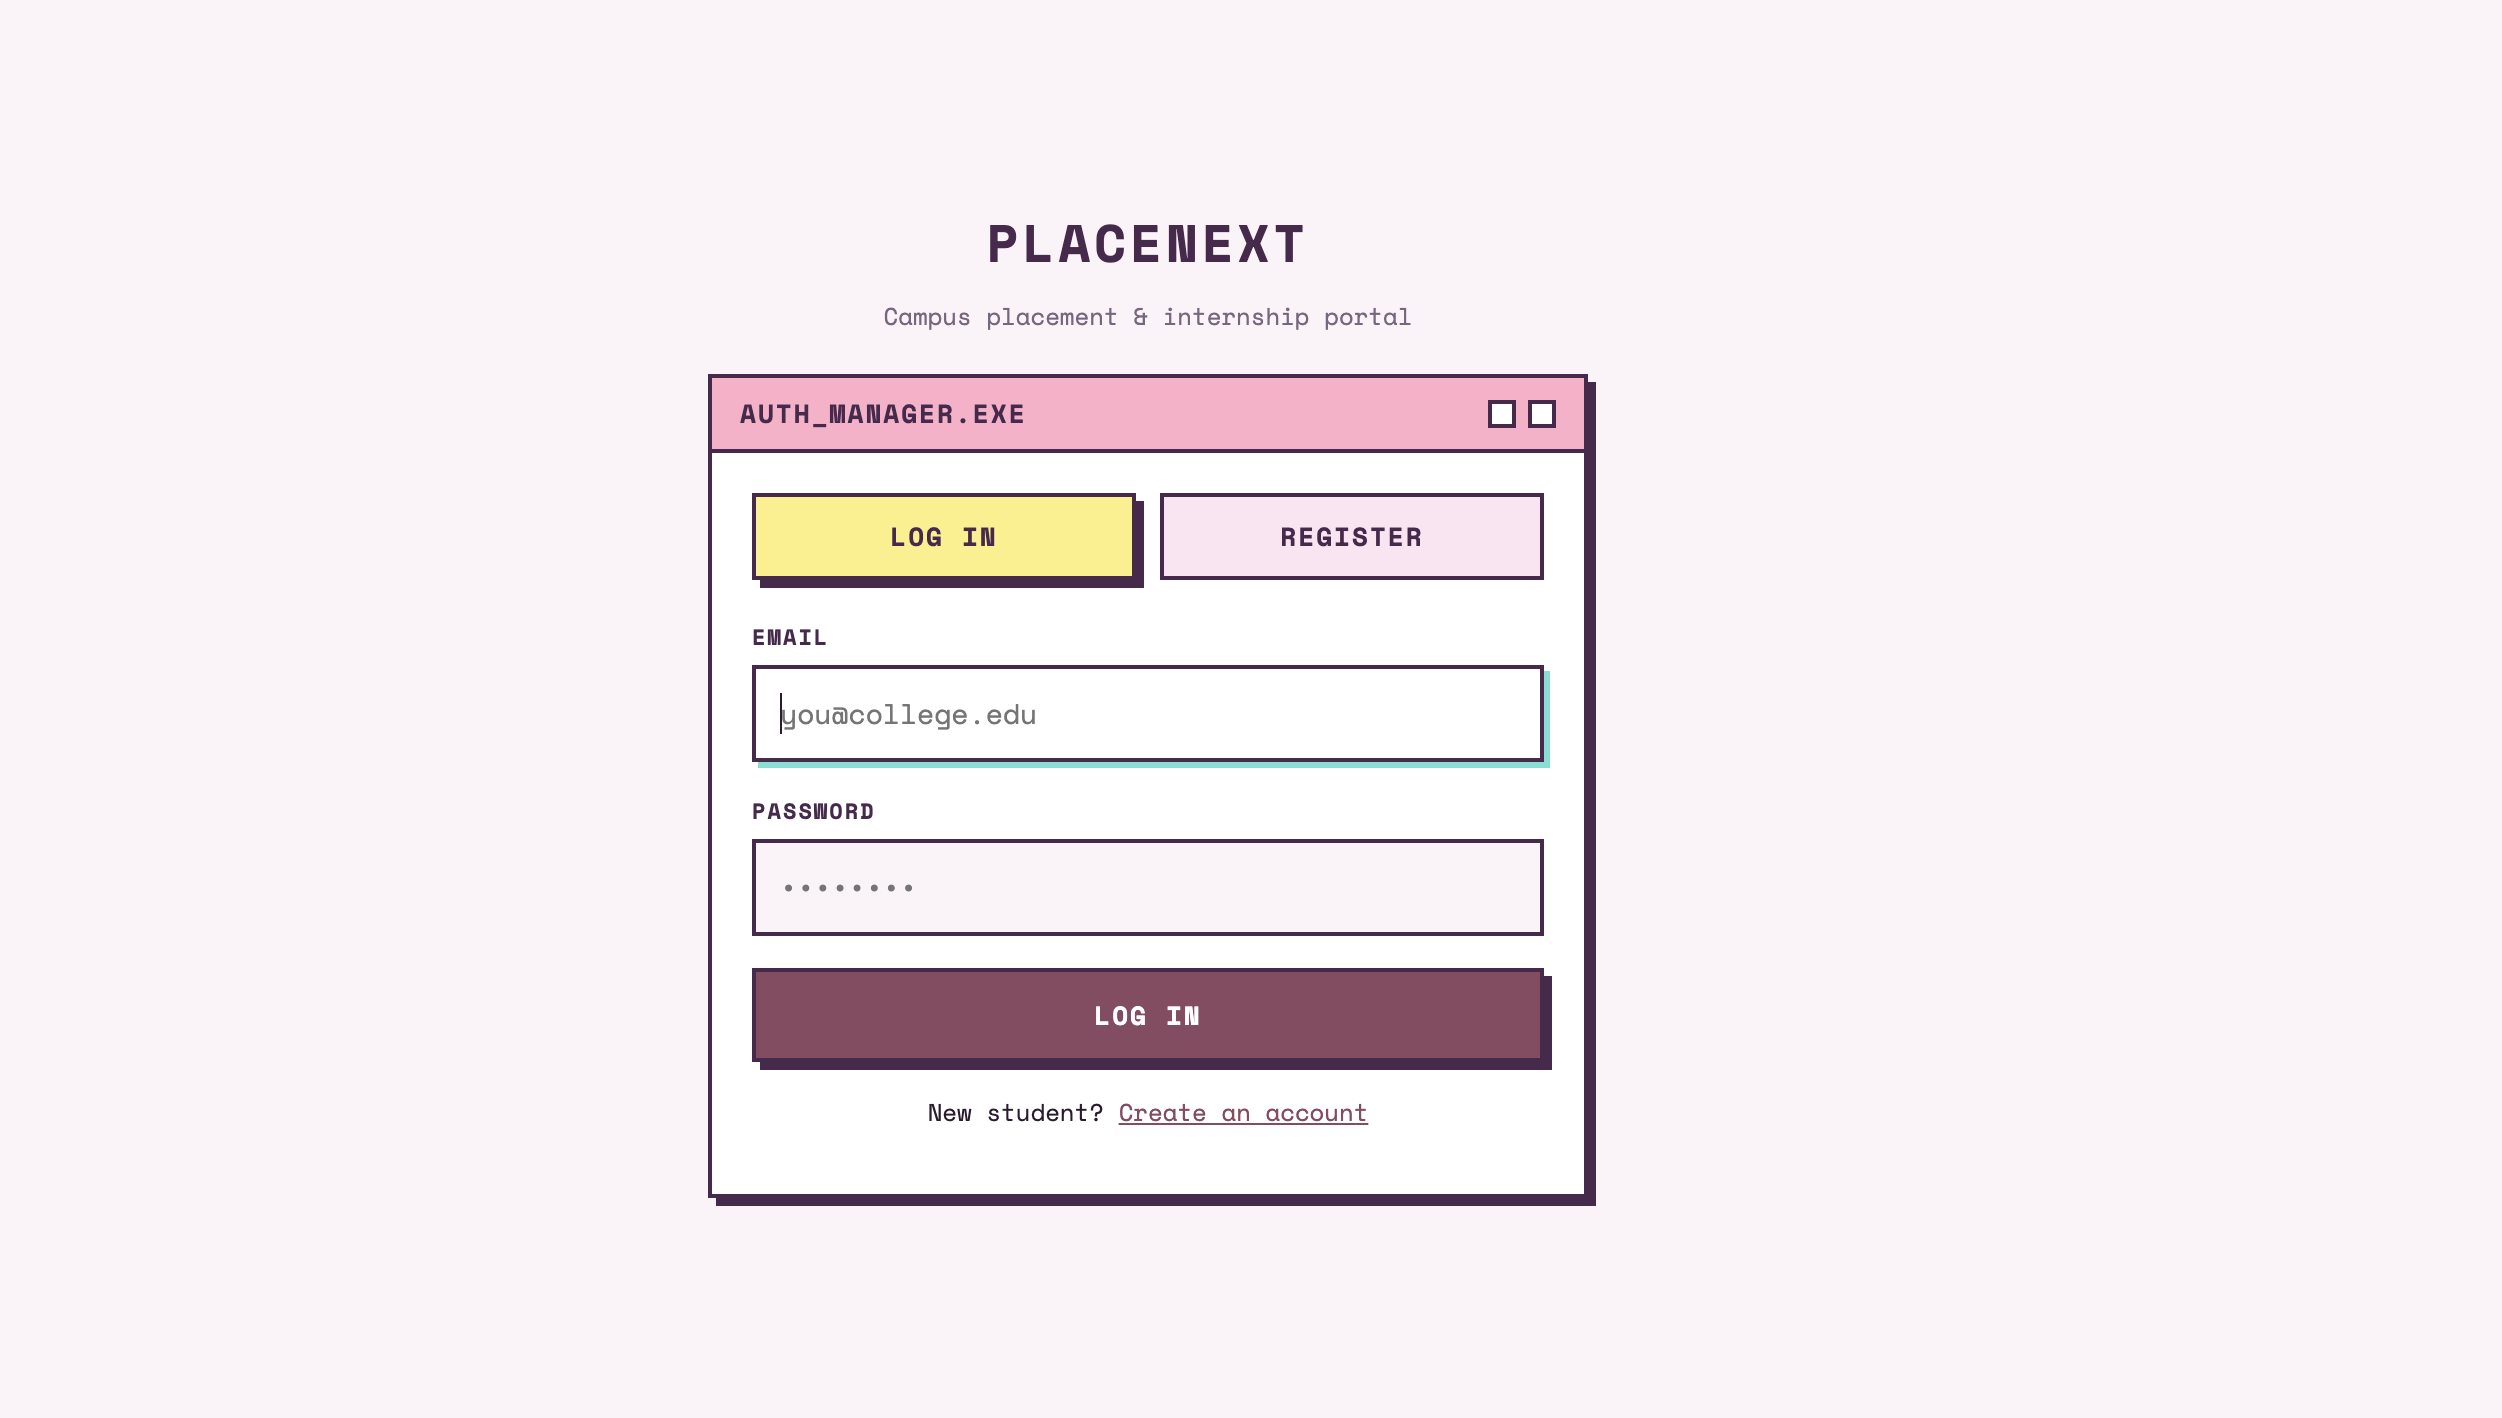 PLACENEXT
Campus placement & internship portal
AUTH_MANAGER.EXE
LOG IN
REGISTER
EMAIL
you@college.edu
PASSWORD
••••••••
LOG IN
New student? Create an account